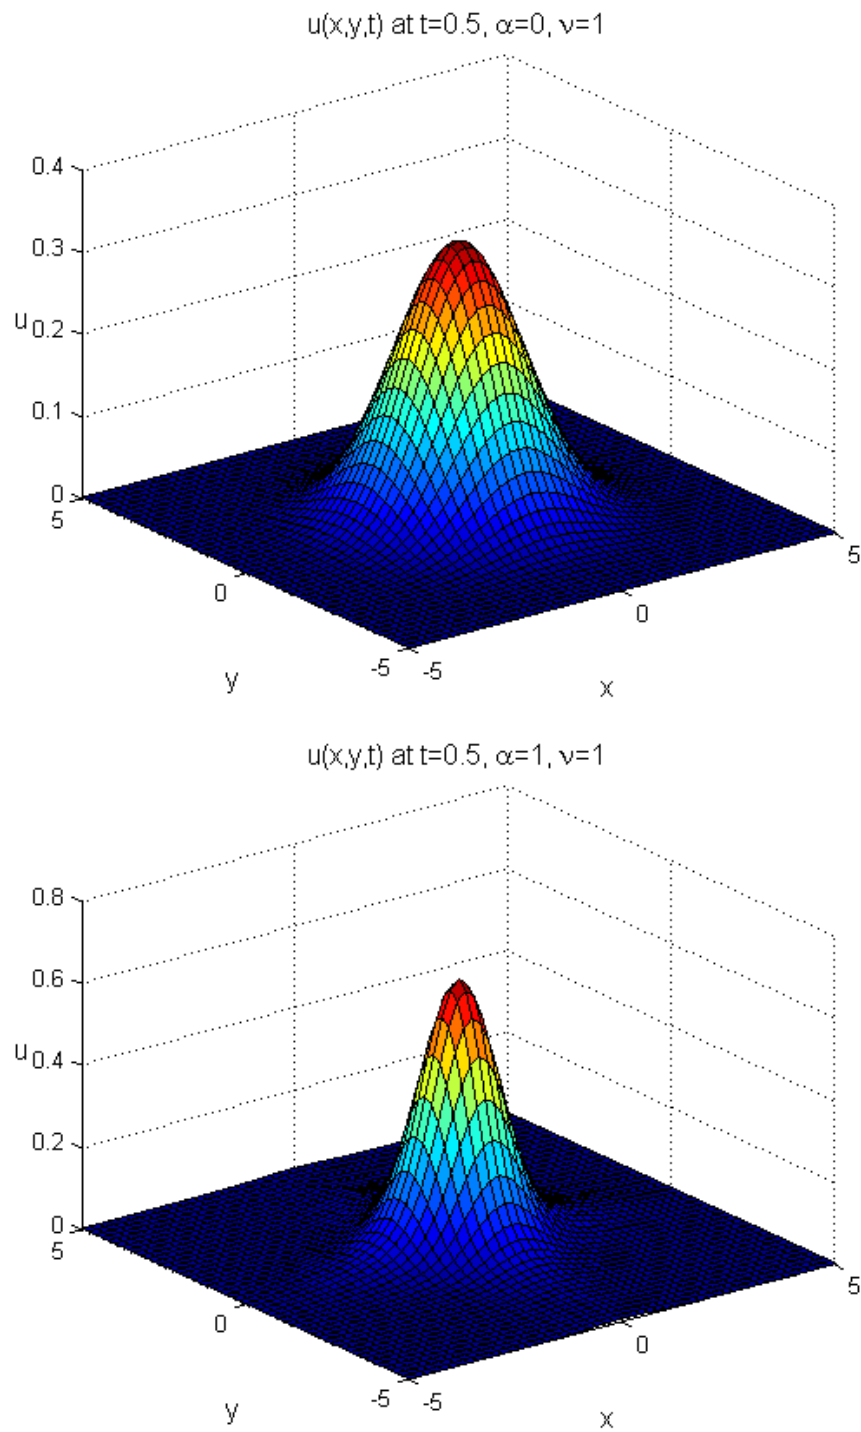 u(x,y,t) at t=0.5, α=0, ν=1
0.4
0.3
u 0.2
0.1
0
5
0
-5
y
-5
0
5
x
u(x,y,t) at t=0.5, α=1, ν=1
0.8
0.6
u 0.4
0.2
0
5
0
-5
y
-5
0
5
x